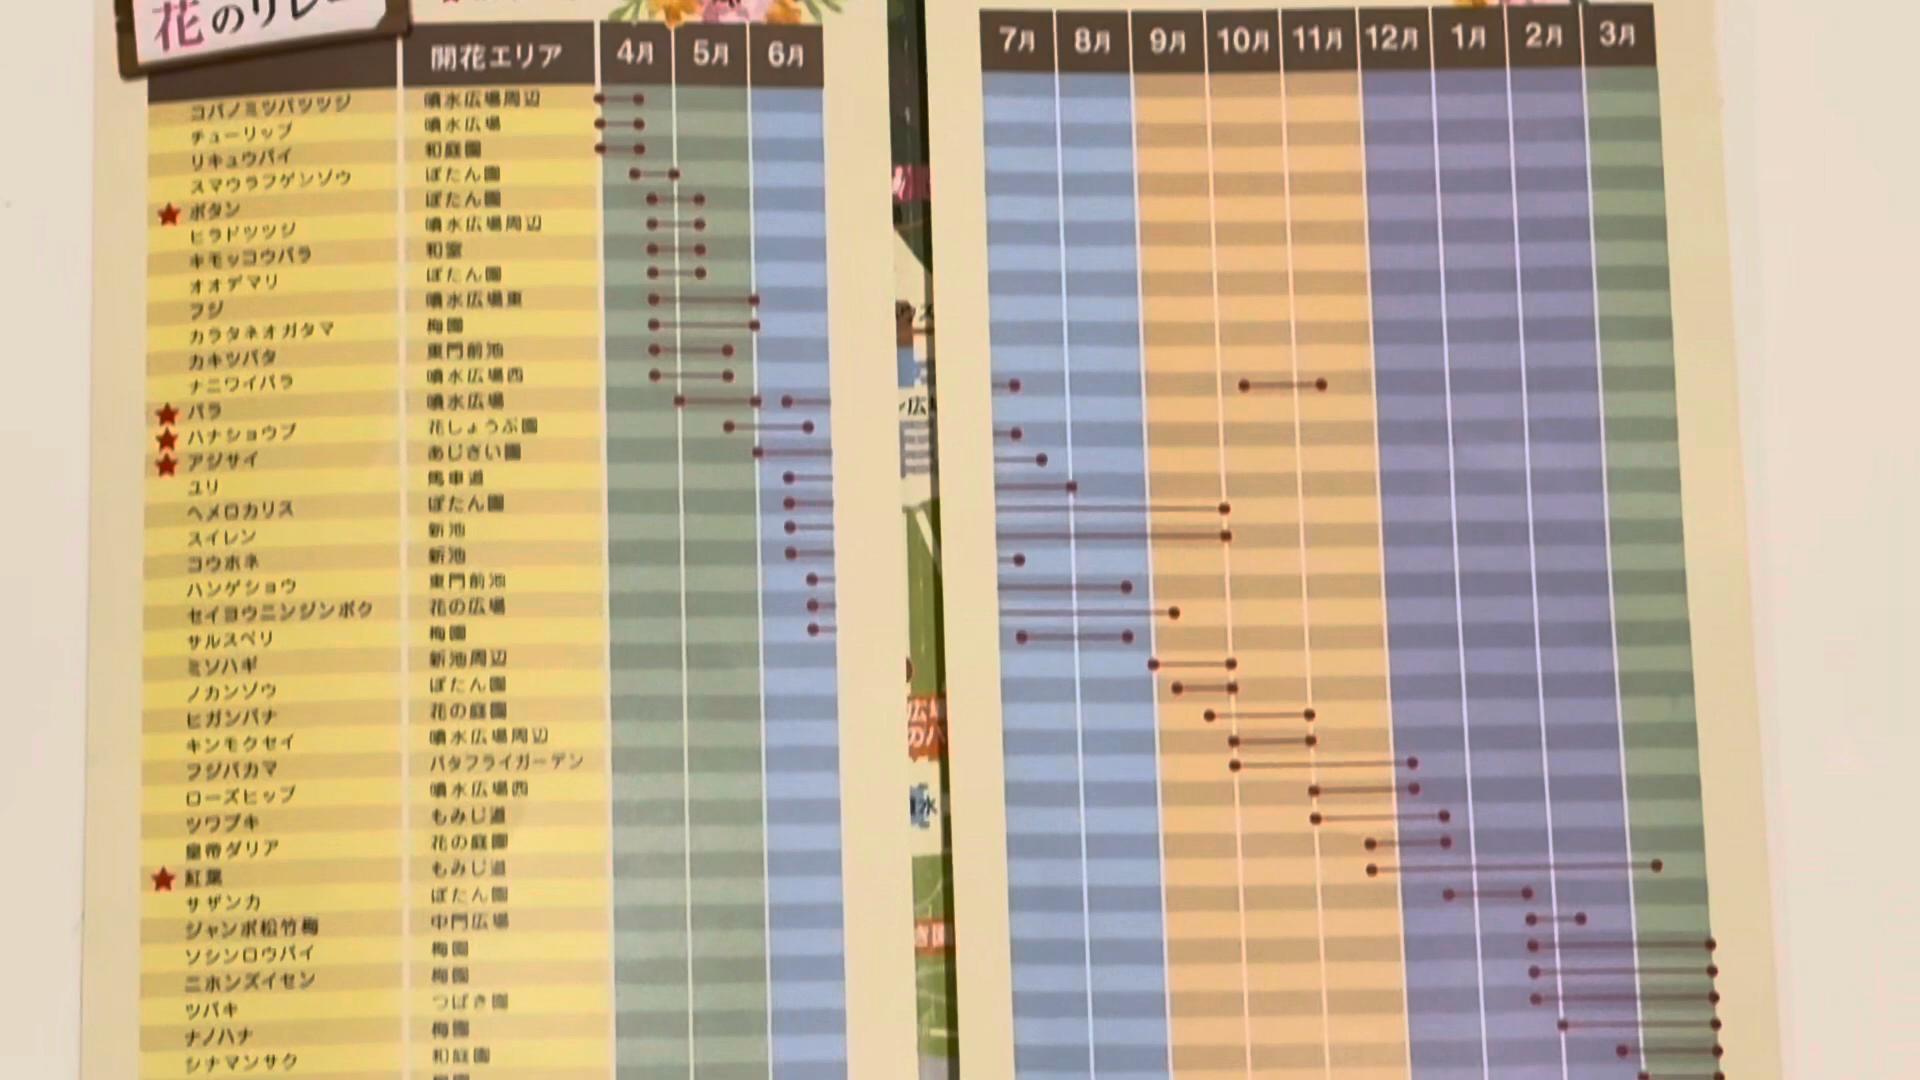 花のリレー
開花エリア 4月 5月 6月 7月 8月 9月 10月 11月 12月 1月 2月 3月
コバノミツバツツジ 噴水広場周辺
チューリップ 噴水広場
リキュウバイ 和庭園
スマウラフゲンゾウ ぼたん園
★ボタン ぼたん園
ヒラドツツジ 噴水広場周辺
キモッコウバラ 和室
オオデマリ ぼたん園
フジ 噴水広場東
カラタネオガタマ 梅園
カキツバタ 東門前池
ナニワイバラ 噴水広場西
★バラ 噴水広場
★ハナショウブ 花しょうぶ園
★アジサイ あじさい園
ユリ 馬車道
ヘメロカリス ぼたん園
スイレン 新池
コウホネ 新池
ハンゲショウ 東門前池
セイヨウニンジンボク 花の広場
サルスベリ 梅園
ミソハギ 新池周辺
ノカンゾウ ぼたん園
ヒガンバナ 花の庭園
キンモクセイ 噴水広場周辺
フジバカマ バタフライガーデン
ローズヒップ 噴水広場西
ツワブキ もみじ道
皇帝ダリア 花の庭園
★紅葉 もみじ道
サザンカ ぼたん園
ジャンボ松竹梅 中門広場
ソシンロウバイ 梅園
ニホンズイセン 梅園
ツバキ つばき園
ナノハナ 梅園
シナマンサク 和庭園